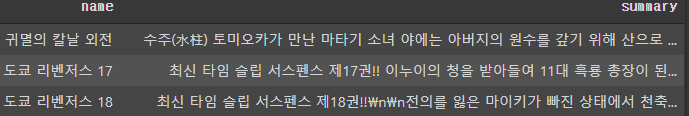 name summary
귀멸의 칼날 외전 수주(水柱) 토미오카가 만난 마타기 소녀 야에는 아버지의 원수를 갚기 위해 산으로 ...
도쿄 리벤저스 17 최신 타임 슬립 서스펜스 제17권!! 이누이의 청을 받아들여 11대 흑룡 총장이 된...
도쿄 리벤저스 18 최신 타임 슬립 서스펜스 제18권!!₩n₩n전의를 잃은 마이키가 빠진 상태에서 천축...